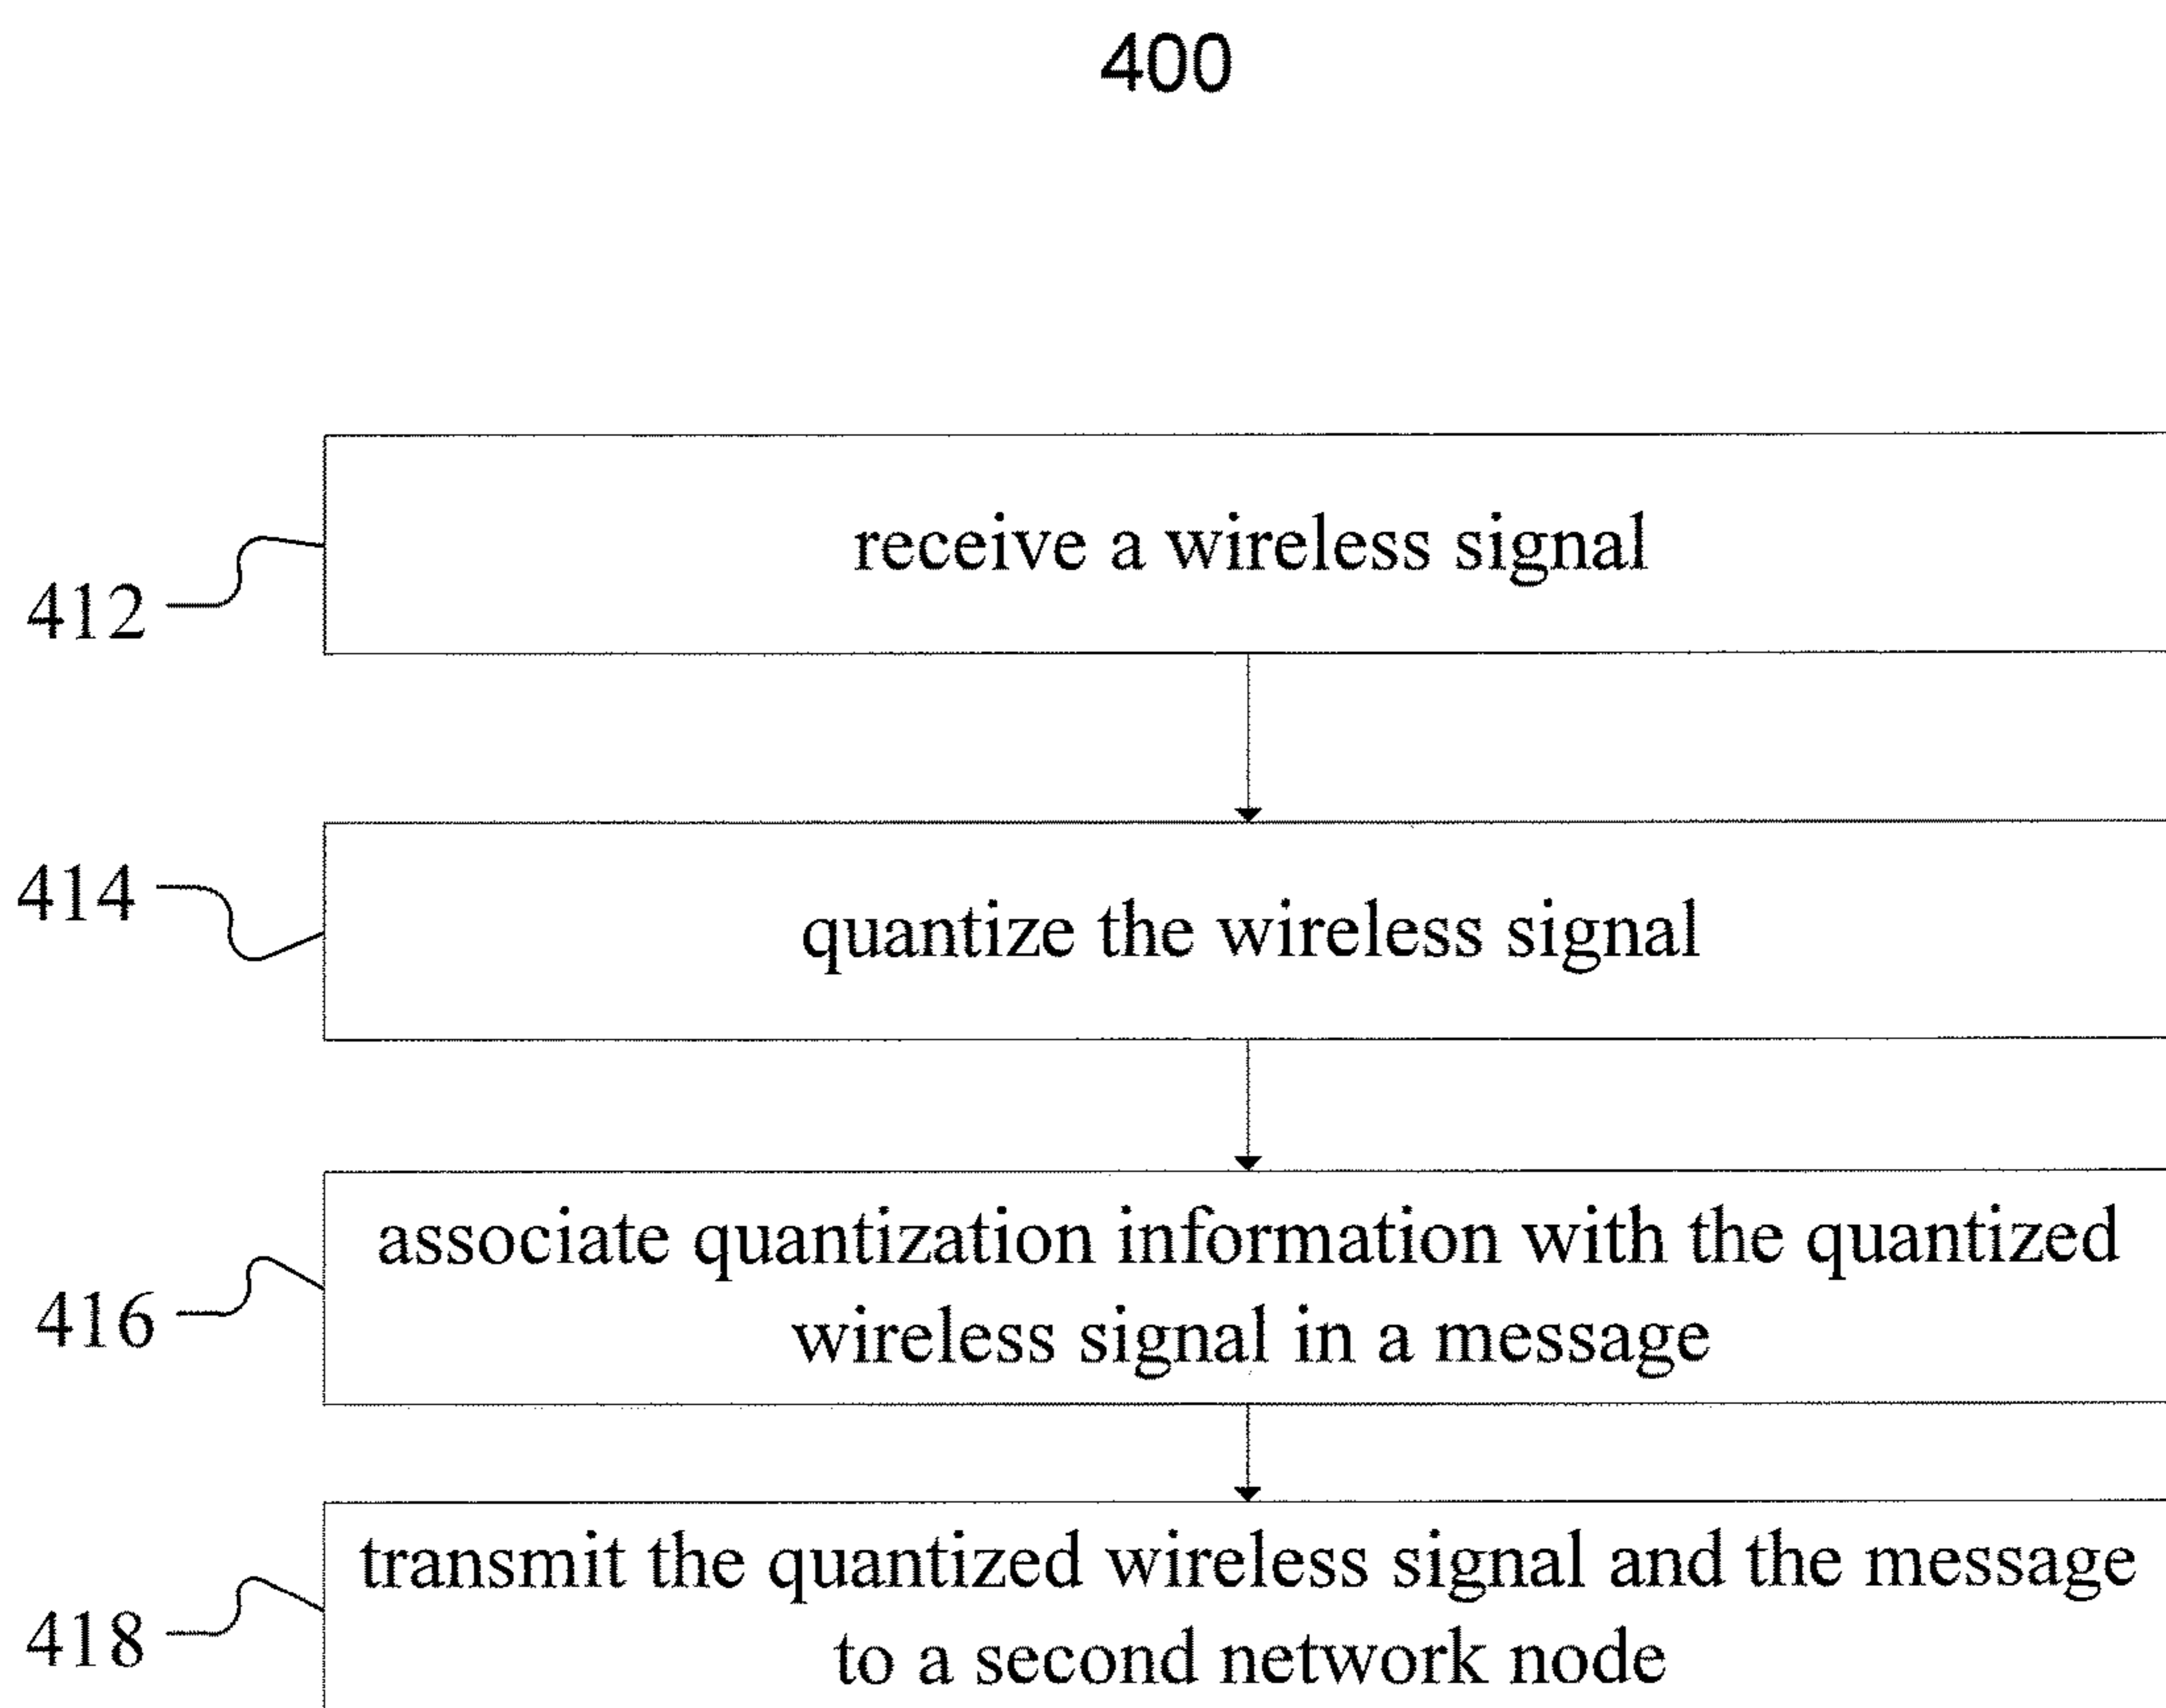 400
receive a wireless signal
412
414
quantize the wireless signal
associate quantization information with the quantized
wireless signal in a message
416
transmit the quantized wireless signal and the message
to a second network node
418